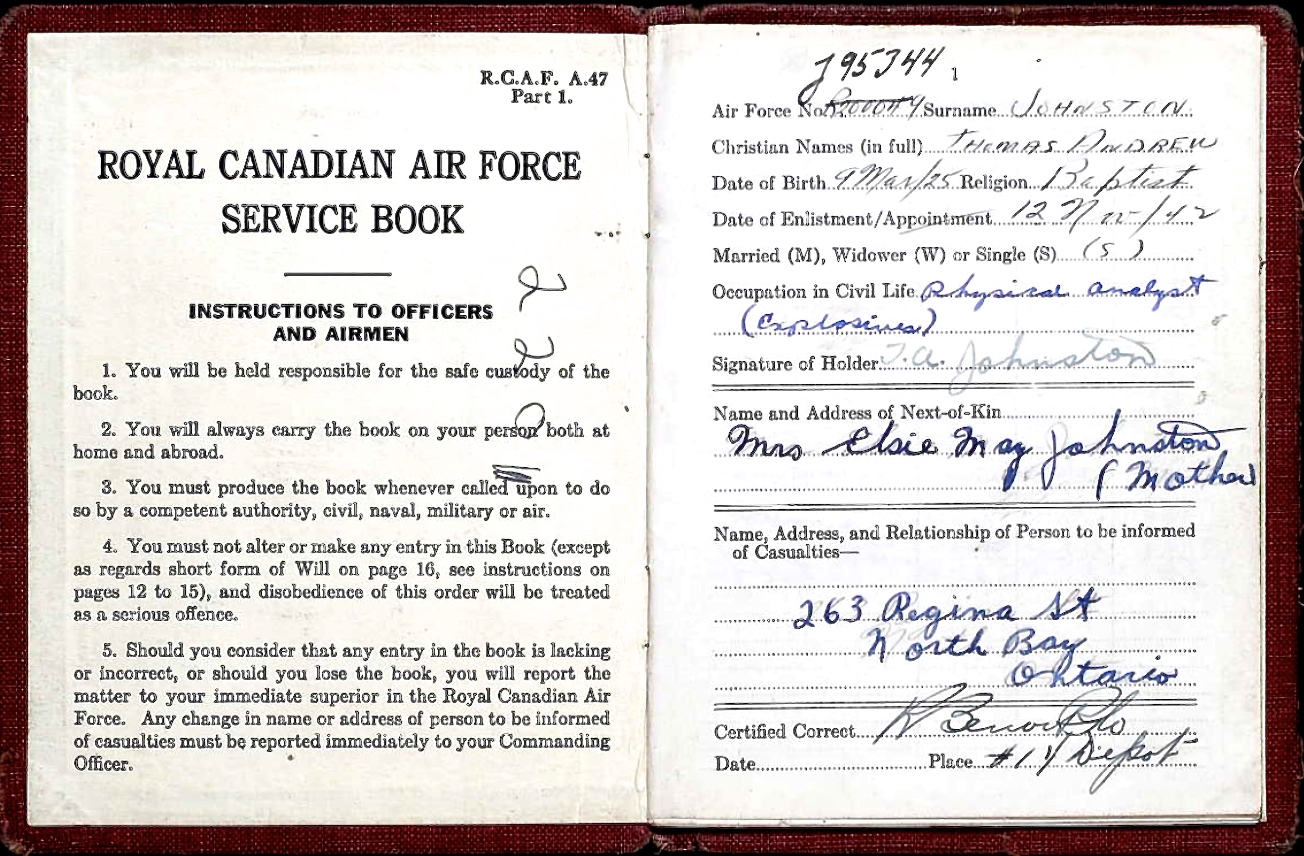 R.C.A.F. A.47
Part 1.
ROYAL CANADIAN AIR FORCE
SERVICE BOOK
INSTRUCTIONS TO OFFICERS
AND AIRMEN
1. You will be held responsible for the safe custody of the
book.
2. You will always carry the book on your person both at
home and abroad.
3. You must produce the book whenever called upon to do
so by a competent authority, civil, naval, military or air.
4. You must not alter or make any entry in this Book (except
as regards short form of Will on page 16, see instructions on
pages 12 to 15), and disobedience of this order will be treated
as a serious offence.
5. Should you consider that any entry in the book is lacking
or incorrect, or should you lose the book, you will report the
matter to your immediate superior in the Royal Canadian Air
Force. Any change in name or address of person to be informed
of casualties must be reported immediately to your Commanding
Officer.
J95344 1
Air Force No. Surname JOHNSTON
Christian Names (in full) THOMAS ANDREW
Date of Birth 9 Mar/25 Religion Baptist
Date of Enlistment/Appointment 12 Nov/42
Married (M), Widower (W) or Single (S) (S)
Occupation in Civil Life Physical analyst
(Explosives)
Signature of Holder T.A. Johnston
Name and Address of Next-of-Kin
Mrs Elsie May Johnston
(Mother
Name, Address, and Relationship of Person to be informed
of Casualties—
263 Regina St
North Bay
Ontario
Certified Correct
Date Place Depot